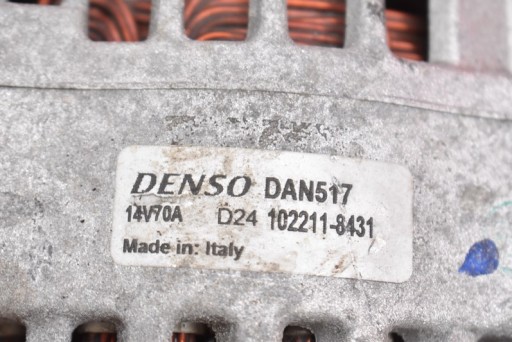 DENSO DAN517
14V70A D24 102211-8431
Made in: Italy